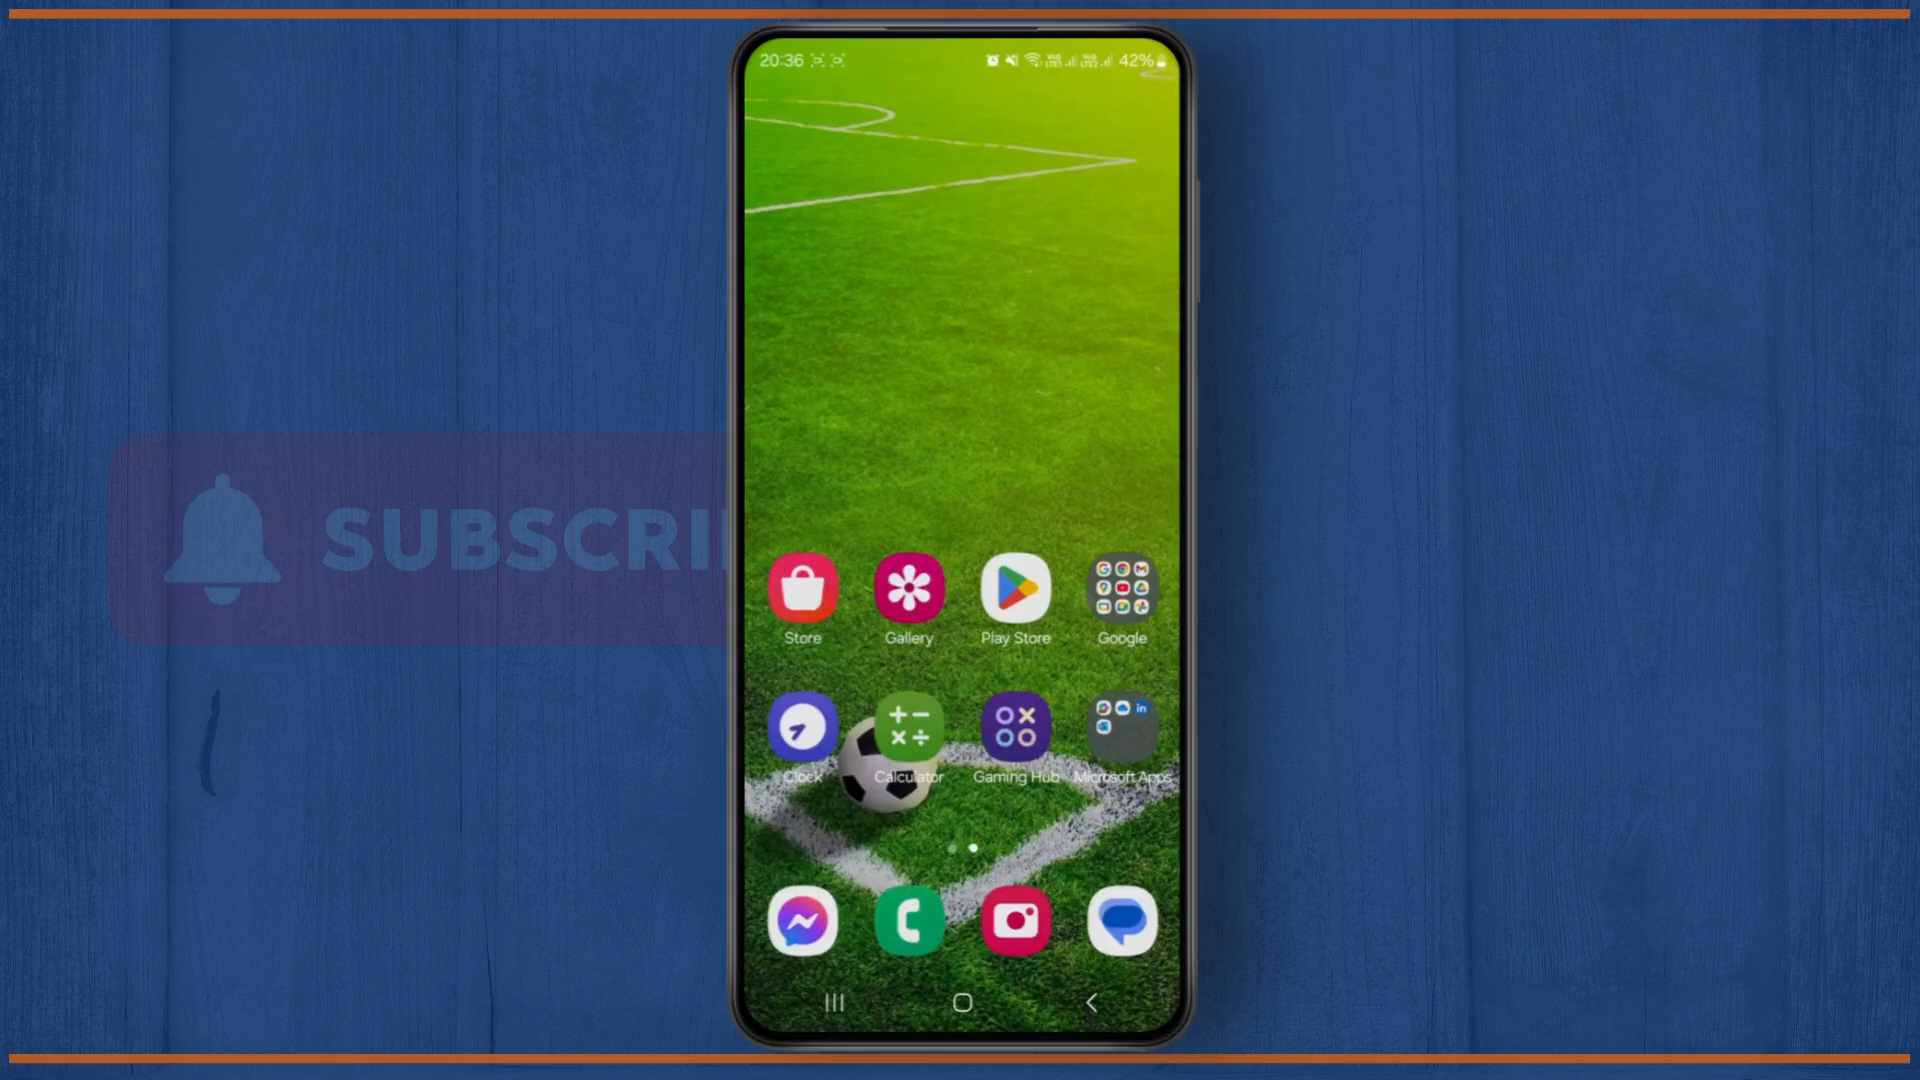 20:36 42%
SUBSCRI
Store Gallery Play Store Google
Clock Calculator Gaming Hub Microsoft Apps